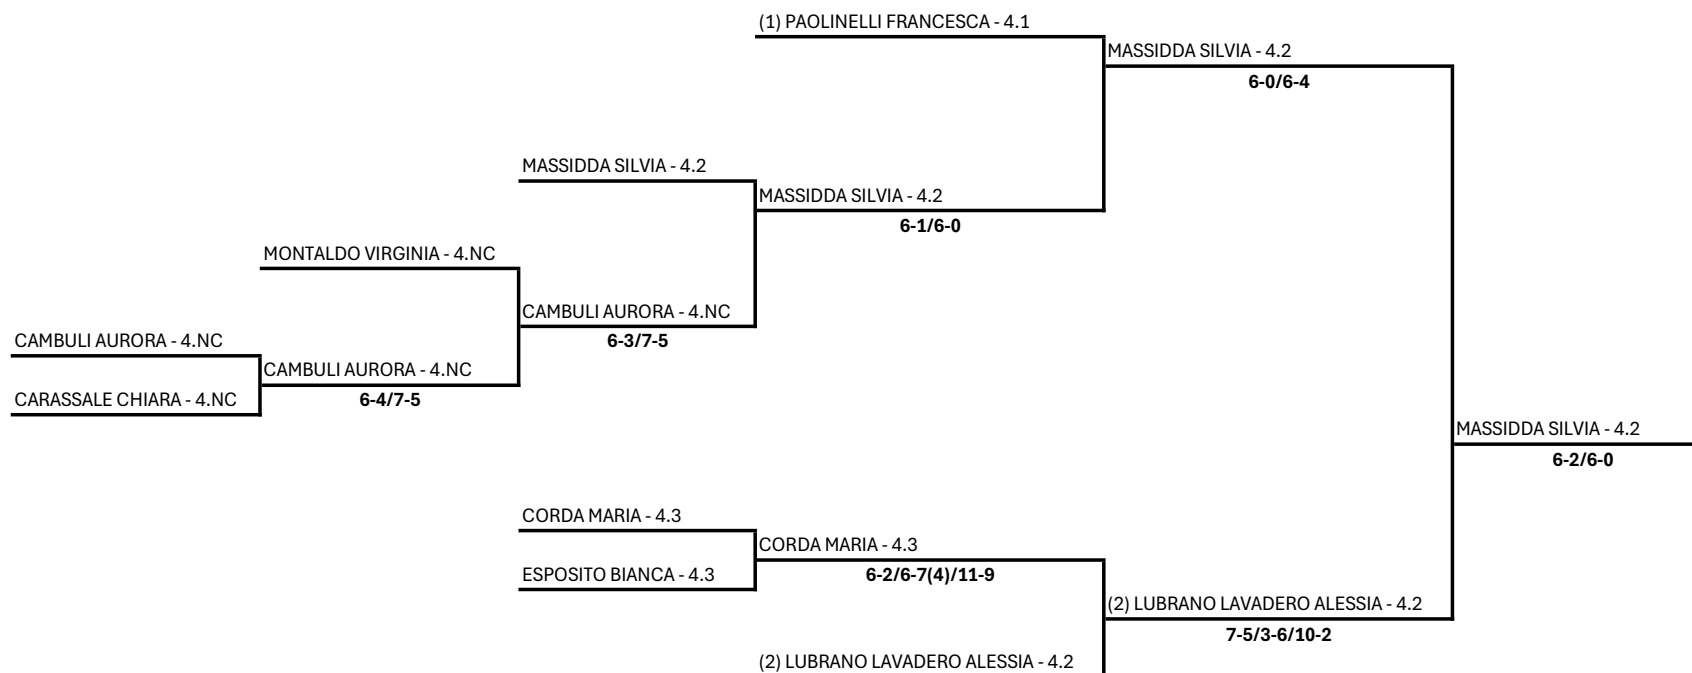 (1) PAOLINELLI FRANCESCA - 4.1
MASSIDDA SILVIA - 4.2
6-0/6-4
MASSIDDA SILVIA - 4.2
MASSIDDA SILVIA - 4.2
6-1/6-0
MONTALDO VIRGINIA - 4.NC
CAMBULI AURORA - 4.NC
6-3/7-5
CAMBULI AURORA - 4.NC
CAMBULI AURORA - 4.NC
6-4/7-5
CARASSALE CHIARA - 4.NC
MASSIDDA SILVIA - 4.2
6-2/6-0
CORDA MARIA - 4.3
CORDA MARIA - 4.3
6-2/6-7(4)/11-9
ESPOSITO BIANCA - 4.3
(2) LUBRANO LAVADERO ALESSIA - 4.2
7-5/3-6/10-2
(2) LUBRANO LAVADERO ALESSIA - 4.2